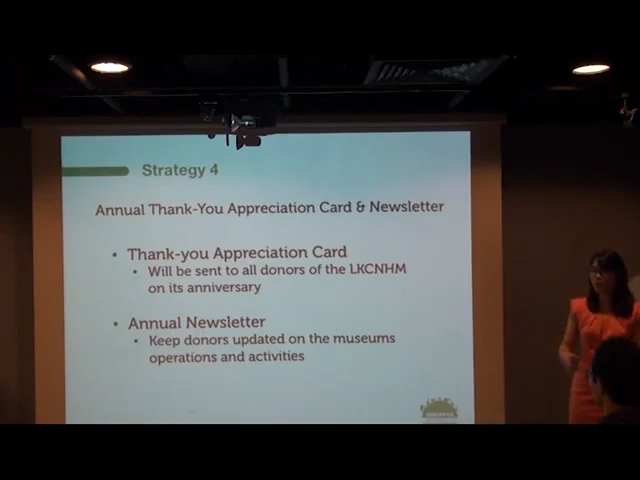 Strategy 4
Annual Thank-You Appreciation Card & Newsletter
• Thank-you Appreciation Card
• Will be sent to all donors of the LKCNHM
on its anniversary
• Annual Newsletter
• Keep donors updated on the museums
operations and activities